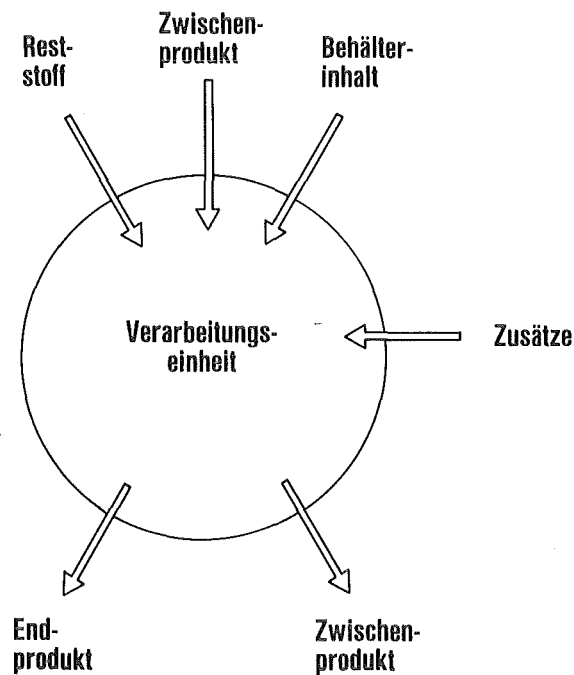 Rest-
stoff
Zwischen-
produkt
Behälter-
inhalt
Verarbeitungs-
einheit
Zusätze
End-
produkt
Zwischen-
produkt